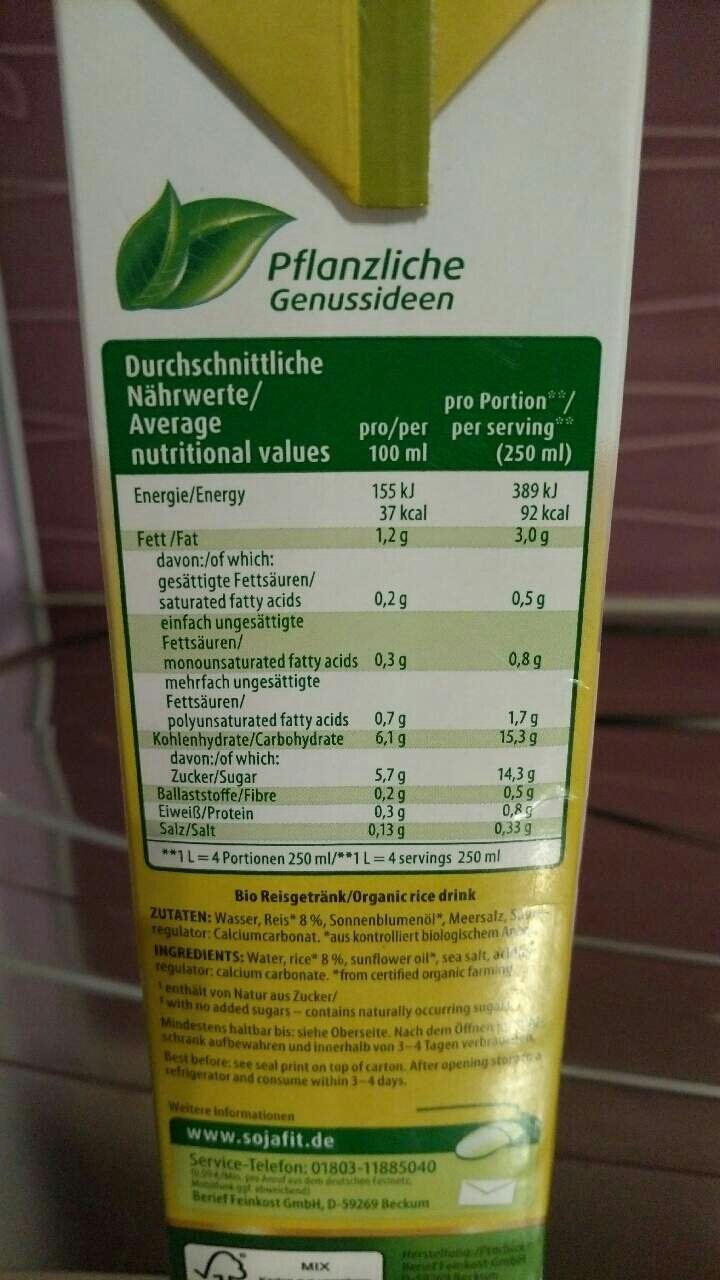 Pflanzliche
Genussideen
Durchschnittliche
Nährwerte/
Average
nutritional values
pro/per
100 ml
pro Portion**/
per serving**
(250 ml)
Energie/Energy 155 kJ 389 kJ
37 kcal 92 kcal
Fett /Fat 1,2 g 3,0 g
davon:/of which:
gesättigte Fettsäuren/
saturated fatty acids 0,2 g 0,5 g
einfach ungesättigte
Fettsäuren/
monounsaturated fatty acids 0,3 g 0,8 g
mehrfach ungesättigte
Fettsäuren/
polyunsaturated fatty acids 0,7 g 1,7 g
Kohlenhydrate/Carbohydrate 6,1 g 15,3 g
davon:/of which:
Zucker/Sugar 5,7 g 14,3 g
Ballaststoffe/Fibre 0,2 g 0,5 g
Eiweiß/Protein 0,3 g 0,8 g
Salz/Salt 0,13 g 0,33 g
**1 L = 4 Portionen 250 ml/**1 L = 4 servings 250 ml
Bio Reisgetränk/Organic rice drink
ZUTATEN: Wasser, Reis* 8 %, Sonnenblumenöl*, Meersalz,
regulator: Calciumcarbonat. *aus kontrolliert biologischem
INGREDIENTS: Water, rice* 8 %, sunflower oil*, sea salt,
regulator: calcium carbonate. *from certified organic farming
¹ enthält von Natur aus Zucker/
¹ with no added sugars – contains naturally occurring
Mindestens haltbar bis: siehe Oberseite. Nach dem Öffnen
schrank aufbewahren und innerhalb von 3–4 Tagen
Best before: see seal print on top of carton. After opening
refrigerator and consume within 3–4 days.
Weitere Informationen
www.sojafit.de
Service-Telefon: 01803-11885040
Berief Feinkost GmbH, D-59269 Beckum
MIX